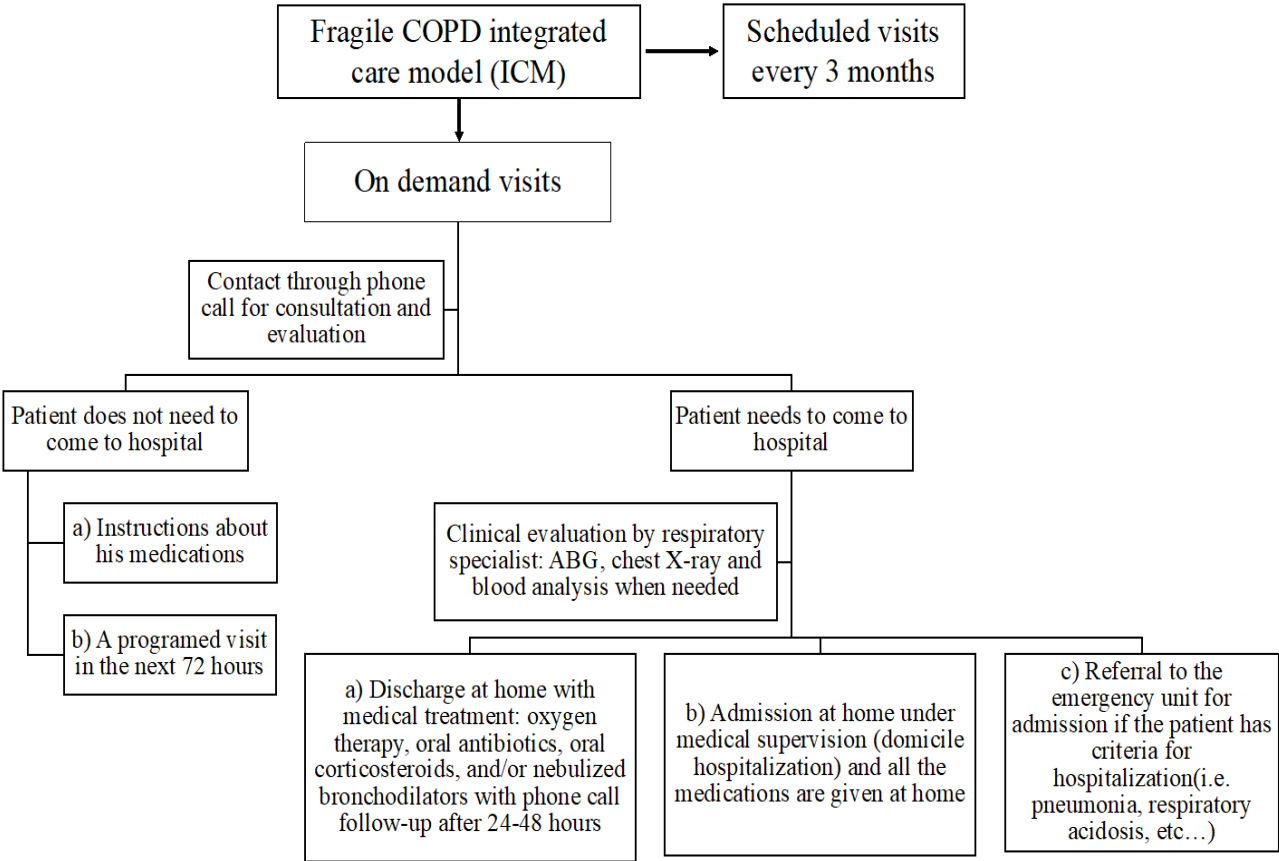 Fragile COPD integrated
care model (ICM)
Scheduled visits
every 3 months
On demand visits
Contact through phone
call for consultation and
evaluation
Patient does not need to
come to hospital
Patient needs to come to
hospital
a) Instructions about
his medications
b) A programed visit
in the next 72 hours
Clinical evaluation by respiratory
specialist: ABG, chest X-ray and
blood analysis when needed
a) Discharge at home with
medical treatment: oxygen
therapy, oral antibiotics, oral
corticosteroids, and/or nebulized
bronchodilators with phone call
follow-up after 24-48 hours
b) Admission at home under
medical supervision (domicile
hospitalization) and all the
medications are given at home
c) Referral to the
emergency unit for
admission if the patient has
criteria for
hospitalization(i.e.
pneumonia, respiratory
acidosis, etc…)